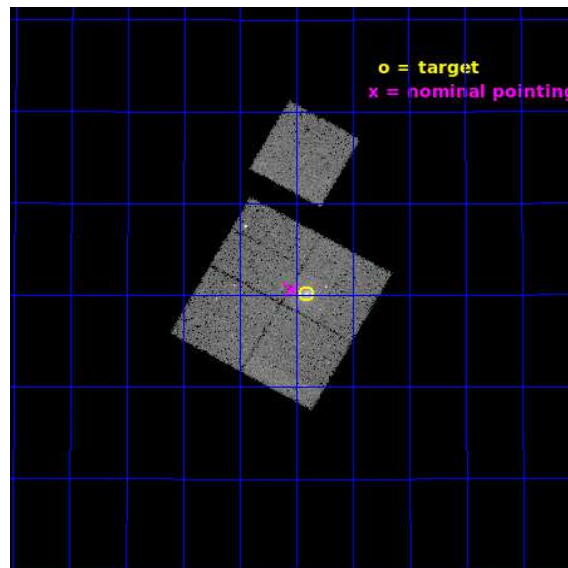 o = target
x = nominal pointing